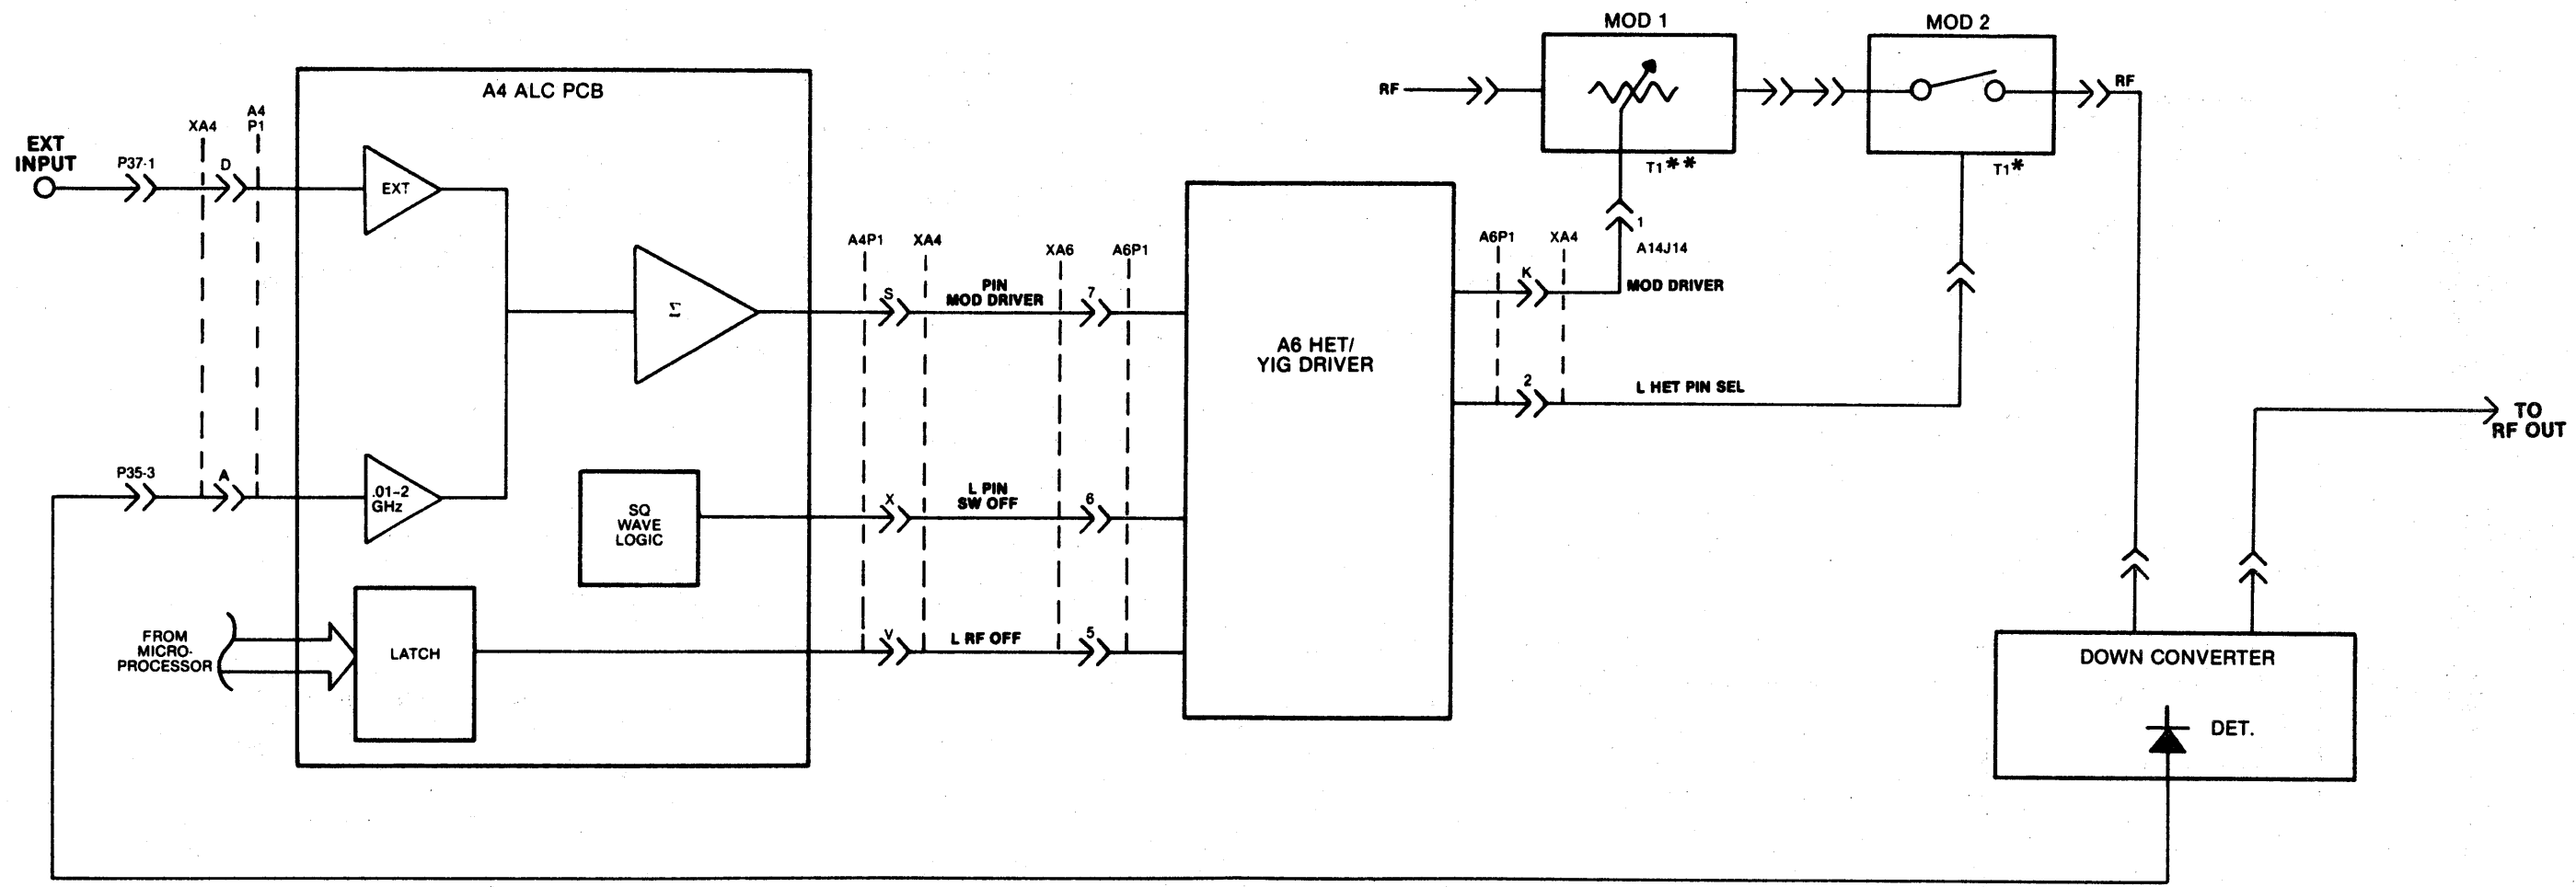 MOD 1
MOD 2
RF
RF
T1**
T1*
A4 ALC PCB
XA4
A4
P1
EXT
INPUT
P37-1
D
EXT
Σ
P35-3
A
.01-2
GHz
SQ
WAVE
LOGIC
FROM
MICRO-
PROCESSOR
LATCH
A4P1
XA4
XA6
A6P1
S
PIN
MOD DRIVER
7
X
L PIN
SW OFF
6
V
L RF OFF
5
A6 HET/
YIG DRIVER
A6P1
XA4
1
A14J14
K
MOD DRIVER
2
L HET PIN SEL
TO
RF OUT
DOWN CONVERTER
DET.